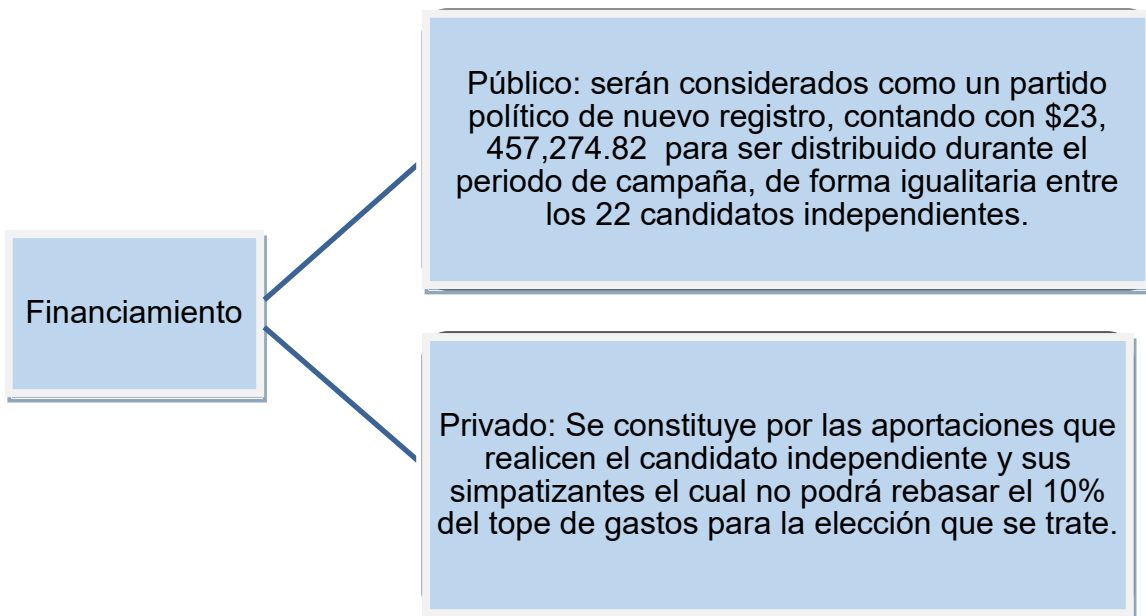 Financiamiento
Público: serán considerados como un partido
político de nuevo registro, contando con $23,
457,274.82 para ser distribuido durante el
periodo de campaña, de forma igualitaria entre
los 22 candidatos independientes.
Privado: Se constituye por las aportaciones que
realicen el candidato independiente y sus
simpatizantes el cual no podrá rebasar el 10%
del tope de gastos para la elección que se trate.